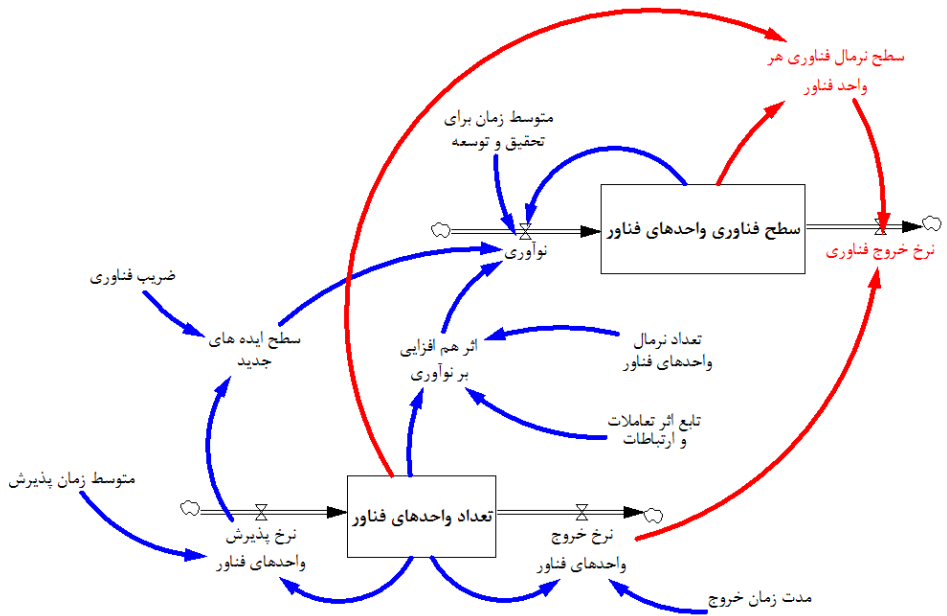 سطح نرمال فناوری هر
واحد فناور
متوسط زمان برای
تحقیق و توسعه
سطح فناوری واحدهای فناور
نوآوری
نرخ خروج فناوری
ضریب فناوری
سطح ایده های
جدید
اثر هم افزایی
بر نوآوری
تعداد نرمال
واحدهای فناور
تابع اثر تعاملات
و ارتباطات
متوسط زمان پذیرش
نرخ پذیرش
واحدهای فناور
تعداد واحدهای فناور
نرخ خروج
واحدهای فناور
مدت زمان خروج